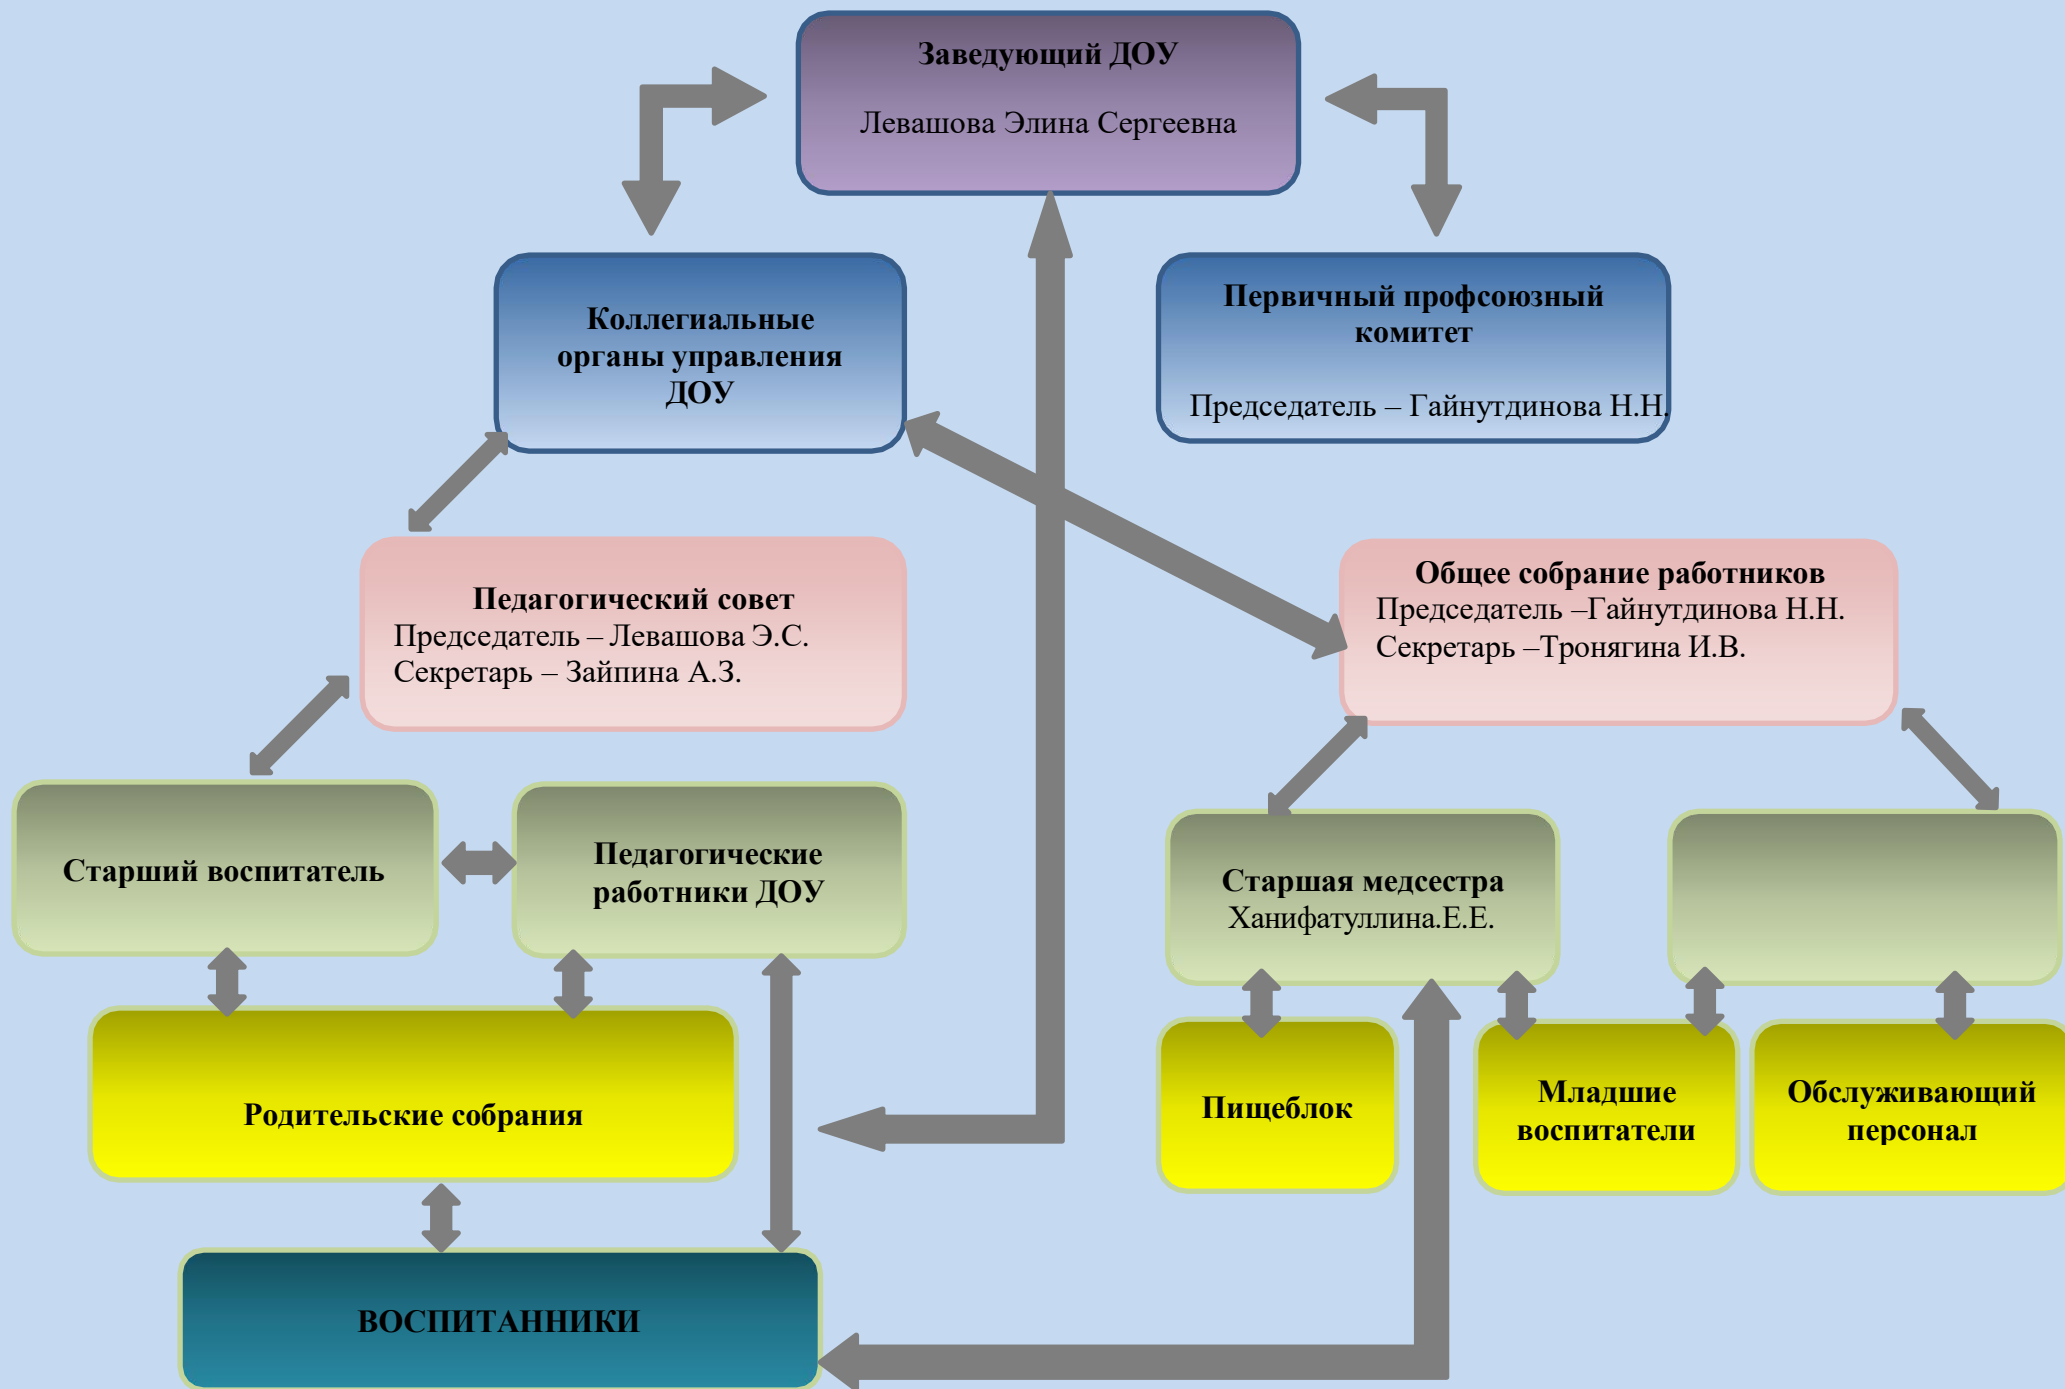 Заведующий ДОУ
Левашова Элина Сергеевна
Коллегиальные
органы управления
ДОУ
Первичный профсоюзный
комитет
Председатель – Гайнутдинова Н.Н.
Педагогический совет
Председатель – Левашова Э.С.
Секретарь – Зайпина А.З.
Общее собрание работников
Председатель –Гайнутдинова Н.Н.
Секретарь –Тронягина И.В.
Старший воспитатель
Педагогические
работники ДОУ
Старшая медсестра
Ханифатуллина.Е.Е.
Родительские собрания
Пищеблок
Младшие
воспитатели
Обслуживающий
персонал
ВОСПИТАННИКИ